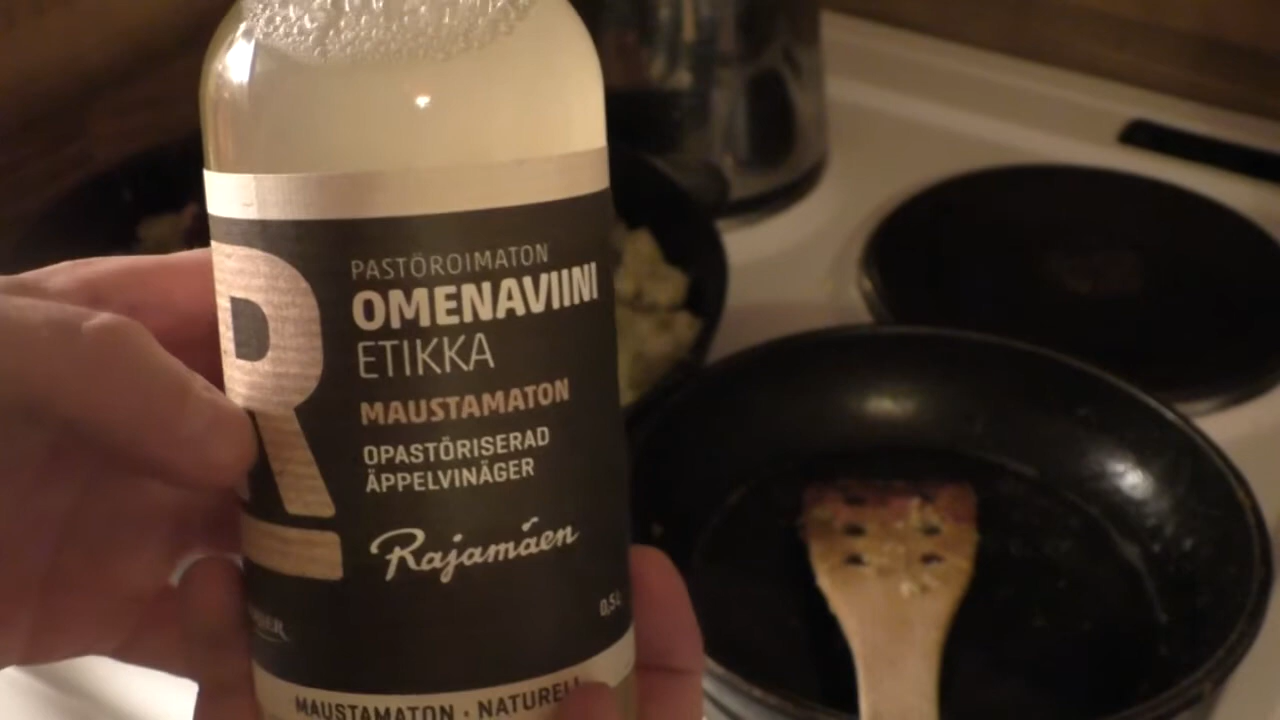 R
PASTÖROIMATON
OMENAVIINI
ETIKKA
MAUSTAMATON
OPASTÖRISERAD
ÄPPELVINÄGER
Rajamäen
0,5L
MAUSTAMATON · NATURELL